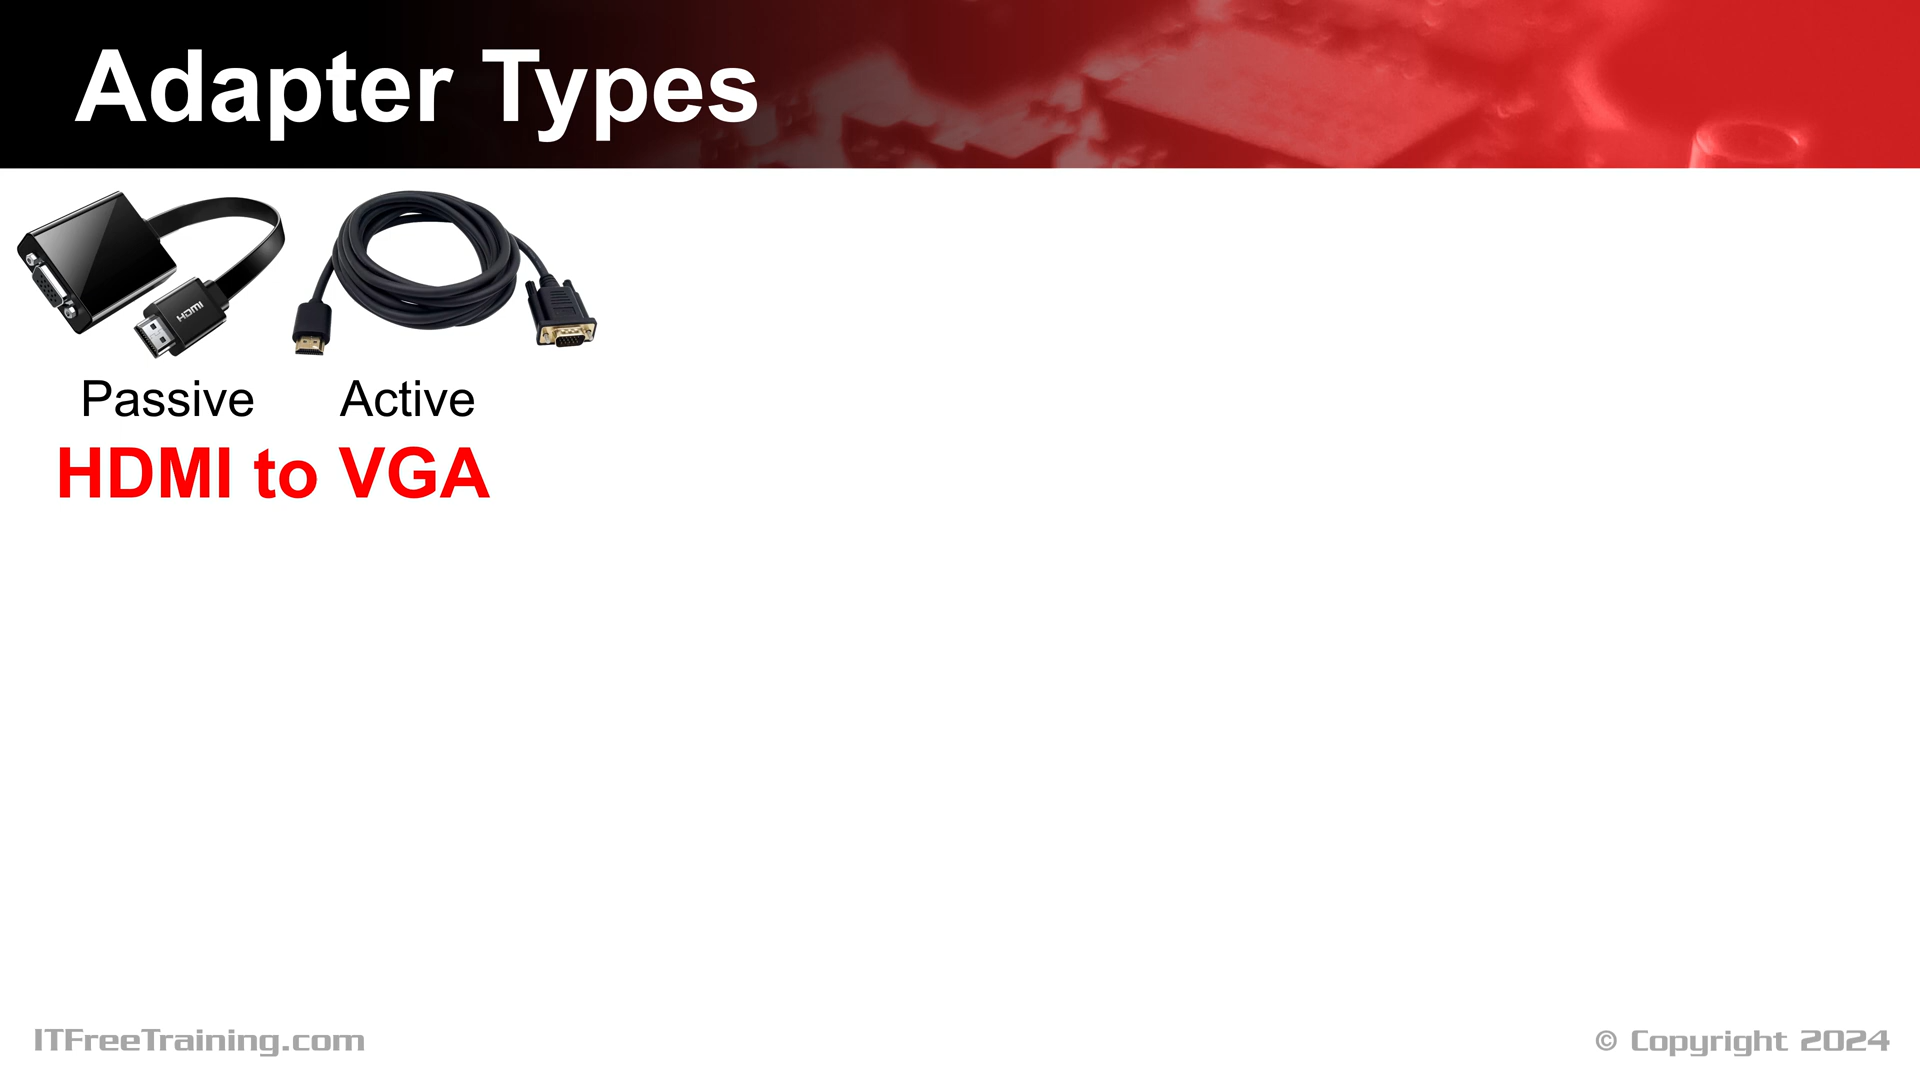 Adapter Types
HDMI
Passive
Active
HDMI to VGA
ITFreeTraining.com
© Copyright 2024